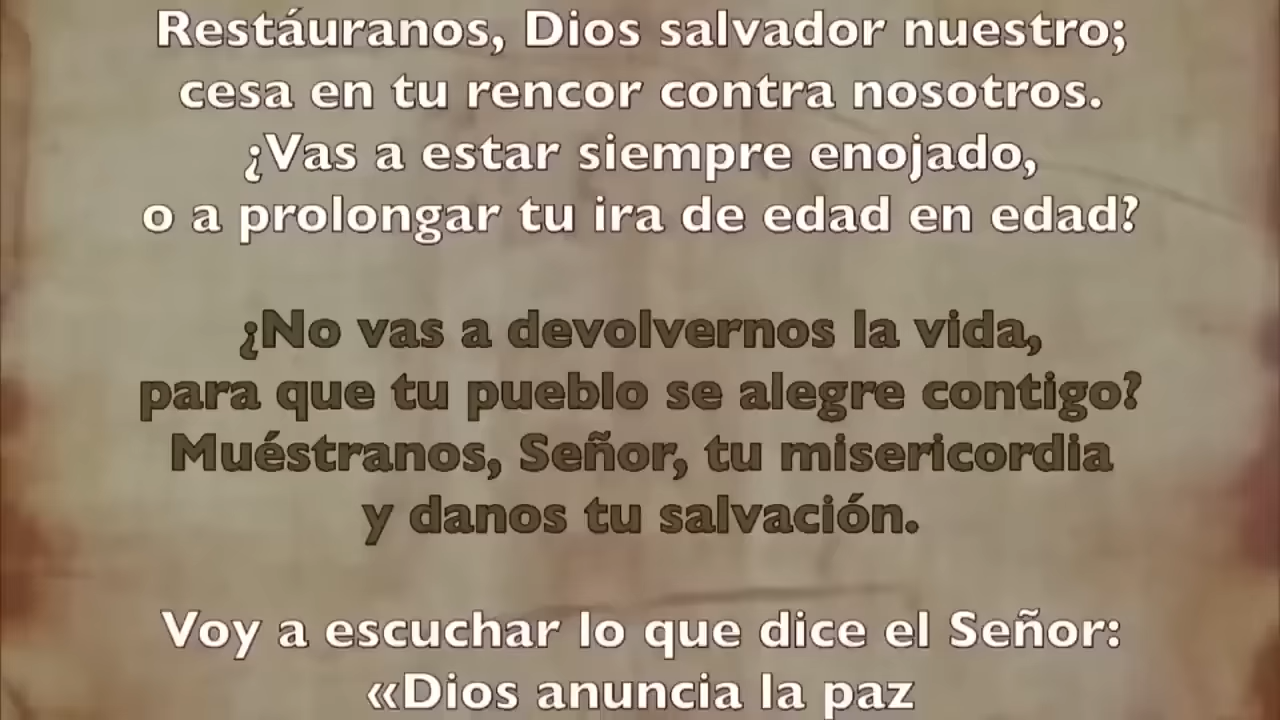 Restáuranos, Dios salvador nuestro;
cesa en tu rencor contra nosotros.
¿Vas a estar siempre enojado,
o a prolongar tu ira de edad en edad?
¿No vas a devolvernos la vida,
para que tu pueblo se alegre contigo?
Muéstranos, Señor, tu misericordia
y danos tu salvación.
Voy a escuchar lo que dice el Señor:
«Dios anuncia la paz